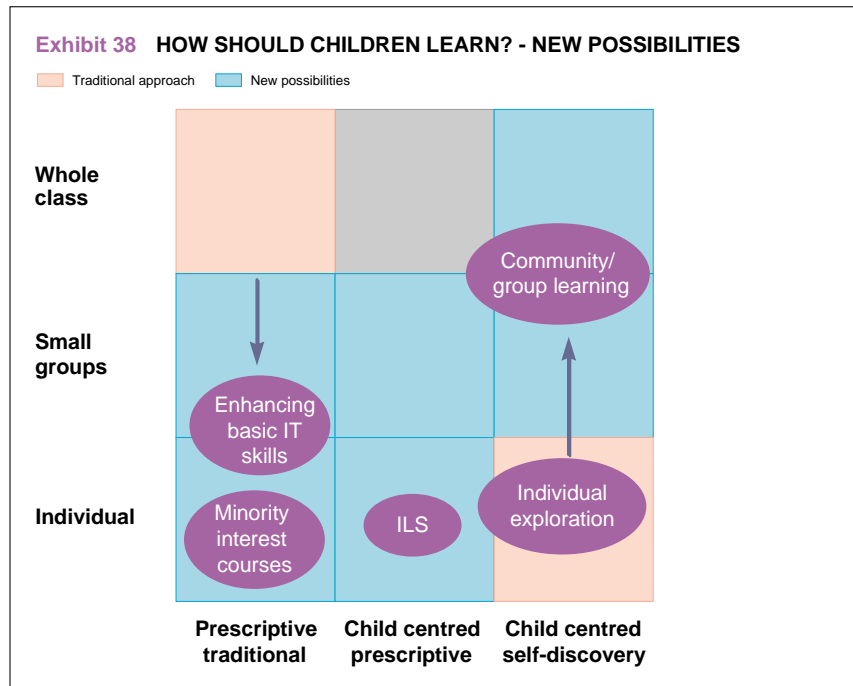 Exhibit 38 HOW SHOULD CHILDREN LEARN? - NEW POSSIBILITIES
Traditional approach
New possibilities
Whole
class
Community/
group learning
Small
groups
Enhancing
basic IT
skills
Individual
Minority
interest
courses
ILS
Individual
exploration
Prescriptive
traditional
Child centred
prescriptive
Child centred
self-discovery